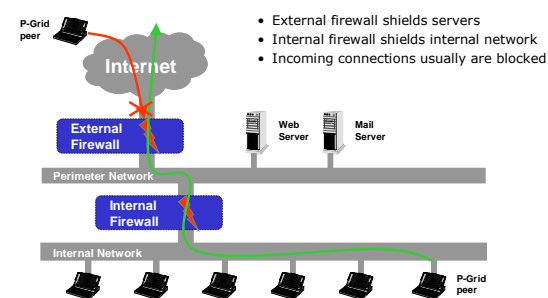 P-Grid
peer
• External firewall shields servers
• Internal firewall shields internal network
• Incoming connections usually are blocked
Internet
External
Firewall
Web
Server
Mail
Server
Perimeter Network
Internal
Firewall
Internal Network
P-Grid
peer